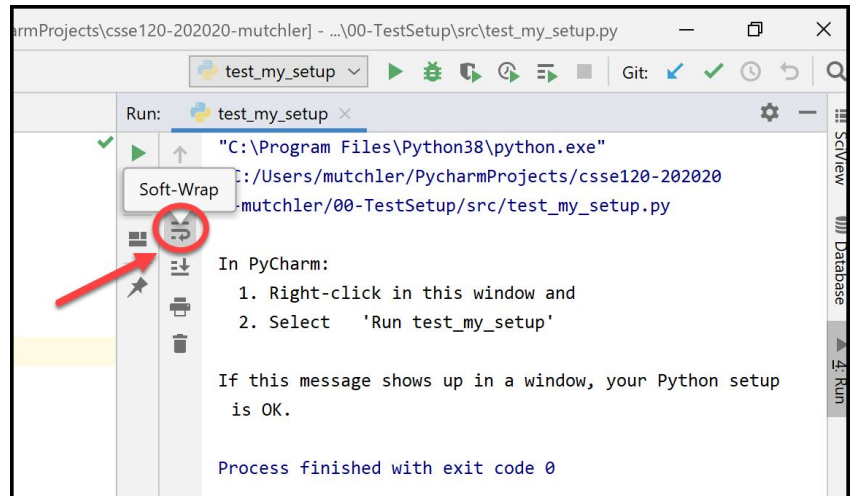 armProjects\csse120-202020-mutchler] - ...\00-TestSetup\src\test_my_setup.py
test_my_setup
Git:
Run:
test_my_setup
"C:\Program Files\Python38\python.exe"
C:/Users/mutchler/PycharmProjects/csse120-202020
-mutchler/00-TestSetup/src/test_my_setup.py
Soft-Wrap
In PyCharm:
1. Right-click in this window and
2. Select 'Run test_my_setup'
If this message shows up in a window, your Python setup
is OK.
Process finished with exit code 0
SciView
Database
4: Run